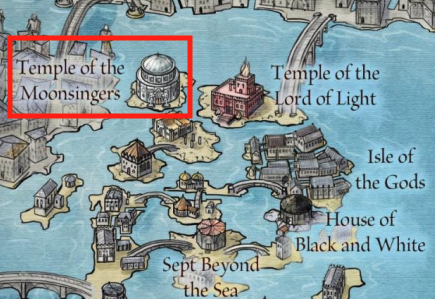 Temple of the
Moonsingers
Temple of the
Lord of Light
Isle of
the Gods
House of
Black and White
Sept Beyond
the Sea